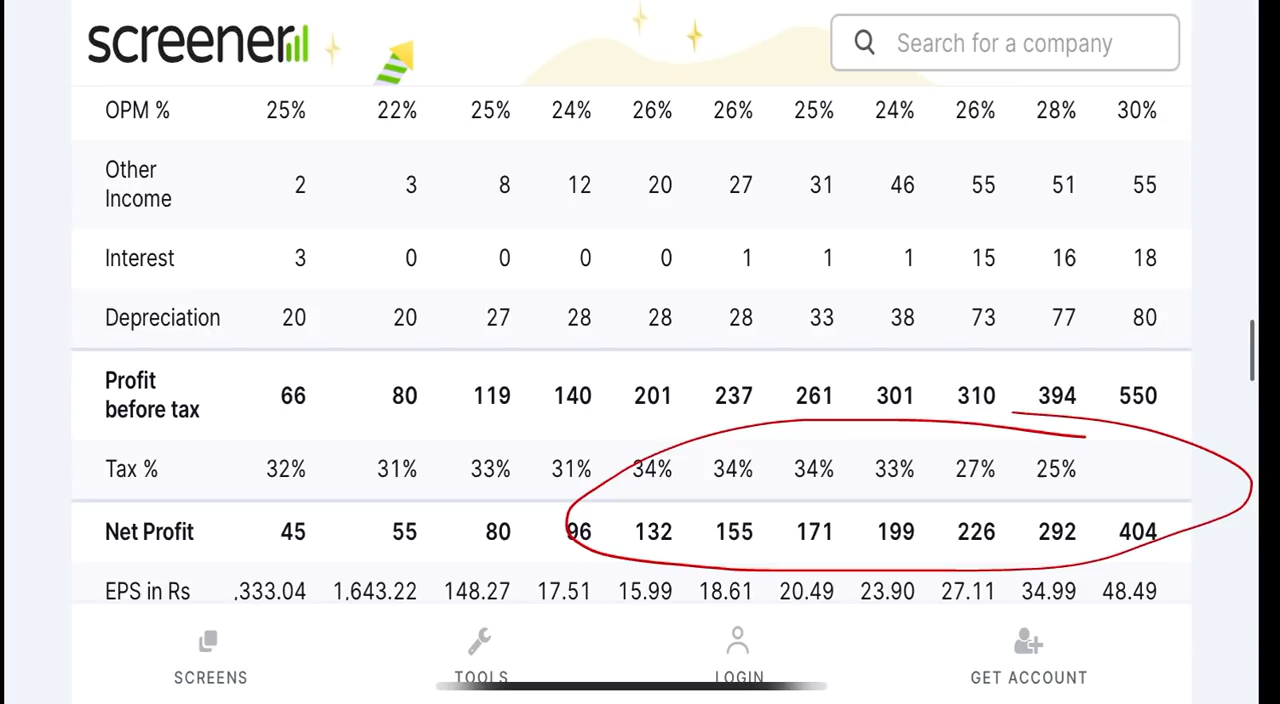 screener
Search for a company
OPM % 25% 22% 25% 24% 26% 26% 25% 24% 26% 28% 30%
Other
Income 2 3 8 12 20 27 31 46 55 51 55
Interest 3 0 0 0 0 1 1 1 15 16 18
Depreciation 20 20 27 28 28 28 33 38 73 77 80
Profit
before tax 66 80 119 140 201 237 261 301 310 394 550
Tax % 32% 31% 33% 31% 34% 34% 34% 33% 27% 25%
Net Profit 45 55 80 96 132 155 171 199 226 292 404
EPS in Rs ,333.04 1,643.22 148.27 17.51 15.99 18.61 20.49 23.90 27.11 34.99 48.49
SCREENS TOOLS LOGIN GET ACCOUNT